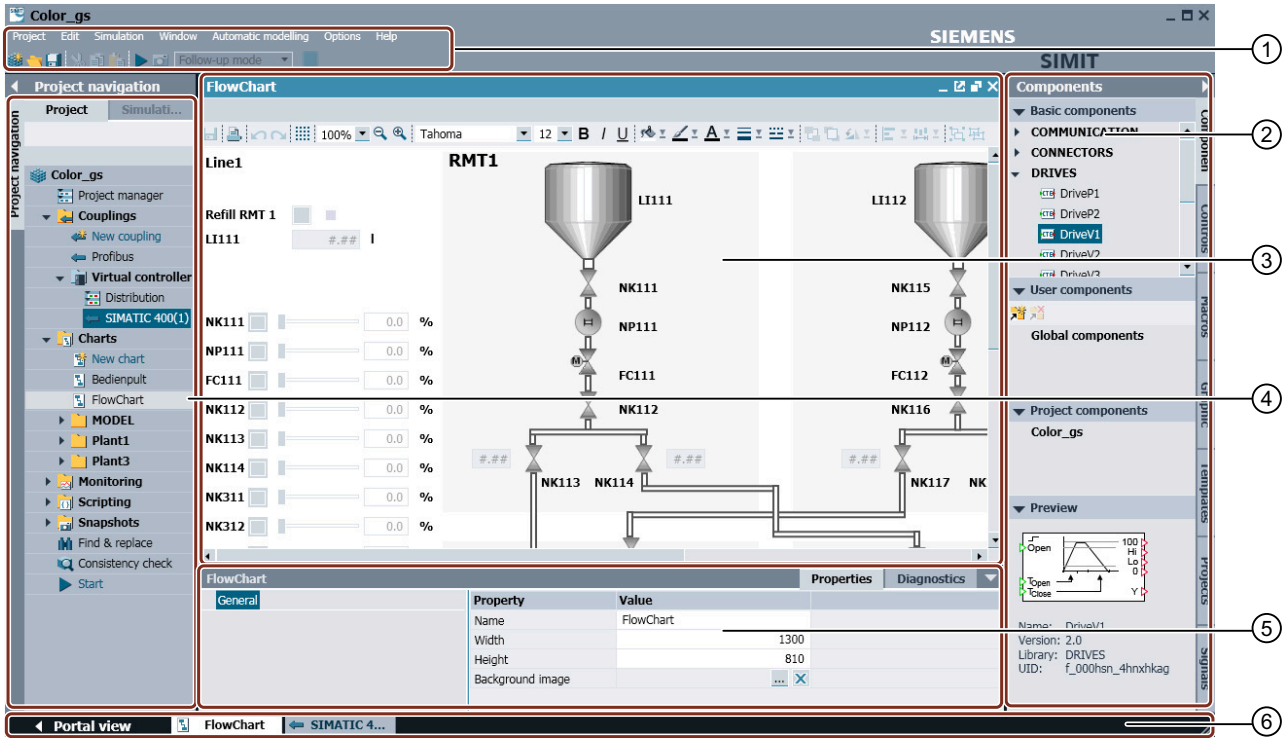 Color_gs
Project Edit Simulation Window Automatic modelling Options Help
SIEMENS
Follow-up mode
SIMIT
1
Project navigation
Project navigation
Project Simulati...
Color_gs
Project manager
Couplings
New coupling
Profibus
Virtual controller
Distribution
SIMATIC 400(1)
Charts
New chart
Bedienpult
FlowChart
MODEL
Plant1
Plant3
Monitoring
Scripting
Snapshots
Find & replace
Consistency check
Start
4
FlowChart
100% Tahoma 12 B I U A
Line1
RMT1
LI111
LI112
Refill RMT 1
LI111 #.## l
NK111
NK115
NK111 0.0 %
NP111
NP112
NP111 0.0 %
M
M
FC111
FC112
FC111 0.0 %
NK112
NK116
NK112 0.0 %
NK113 0.0 %
#.## #.## #.##
NK114 0.0 %
NK113 NK114 NK117 NK
NK311 0.0 %
NK312 0.0 %
3
FlowChart
Properties Diagnostics
General
Property Value
Name FlowChart
Width 1300
Height 810
Background image ...
5
Components
Basic components
COMMUNICATION
CONNECTORS
DRIVES
CTB DriveP1
CTB DriveP2
CTB DriveV1
DriveV2
DriveV3
2
User components
Global components
Project components
Color_gs
Preview
Open
TOpen
TClose
100
Hi
Lo
0
Y
Name: DriveV1
Version: 2.0
Library: DRIVES
UID: f_000hsn_4hnxhkag
Componen
Controls
Macros
Graphic
Templates
Projects
Signals
Portal view FlowChart SIMATIC 4...
6